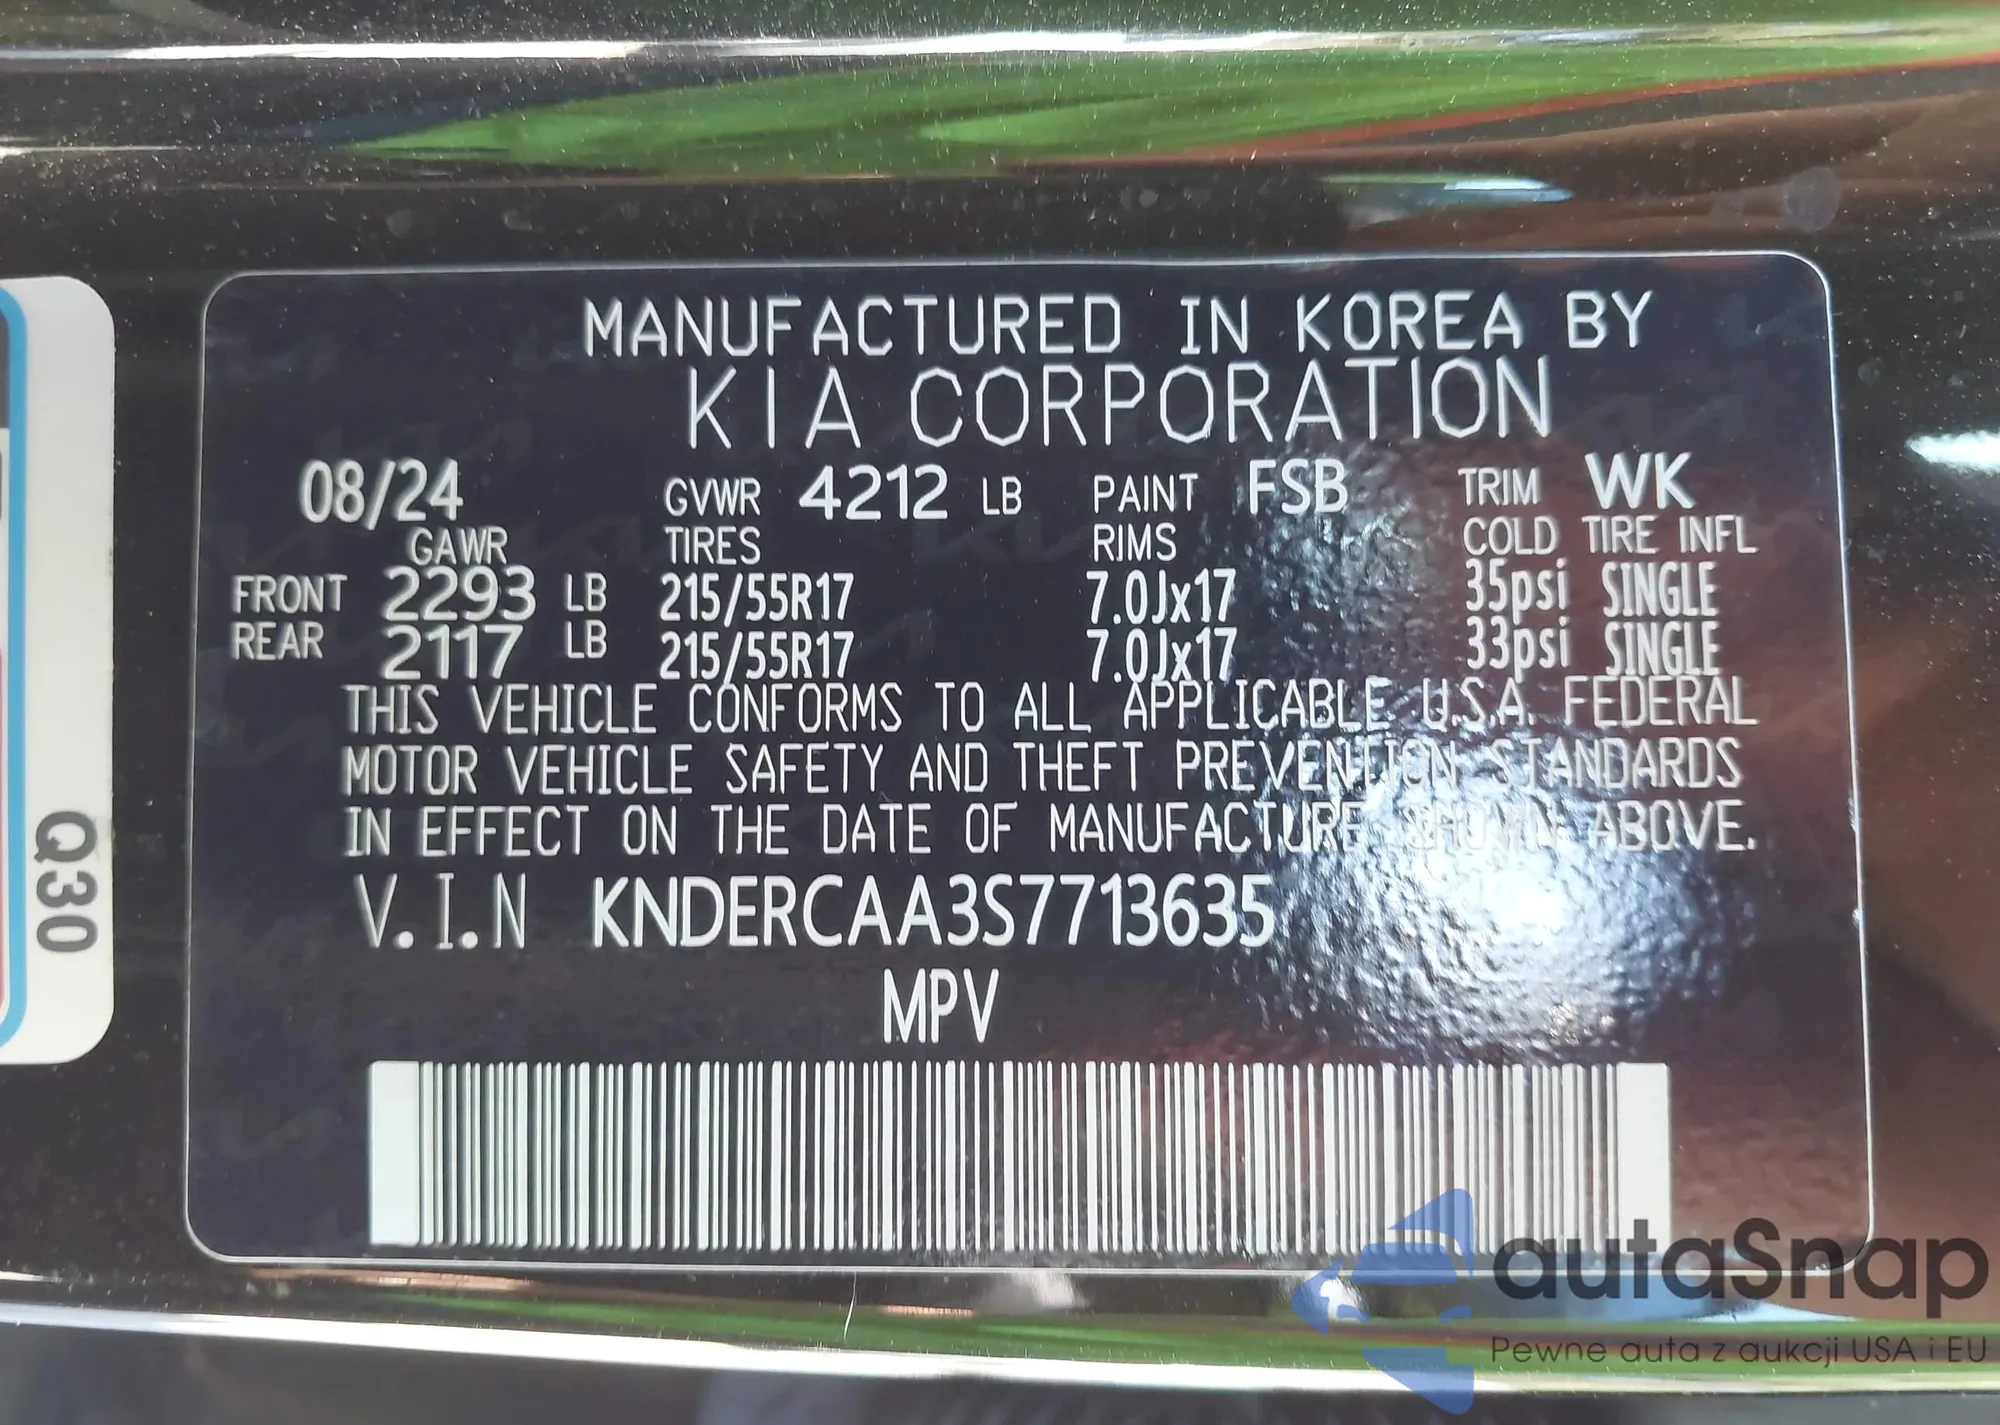 MANUFACTURED IN KOREA BY
KIA CORPORATION
08/24 GVWR 4212 LB PAINT FSB TRIM WK
GAWR TIRES RIMS COLD TIRE INFL
FRONT 2293 LB 215/55R17 7.0Jx17 35psi SINGLE
REAR 2117 LB 215/55R17 7.0Jx17 33psi SINGLE
THIS VEHICLE CONFORMS TO ALL APPLICABLE U.S.A. FEDERAL
MOTOR VEHICLE SAFETY AND THEFT PREVENTION STANDARDS
IN EFFECT ON THE DATE OF MANUFACTURE SHOWN ABOVE.
V.I.N KNDERCAA3S7713635
MPV
Q30
autaSnap
Pewne auta z aukcji USA i EU